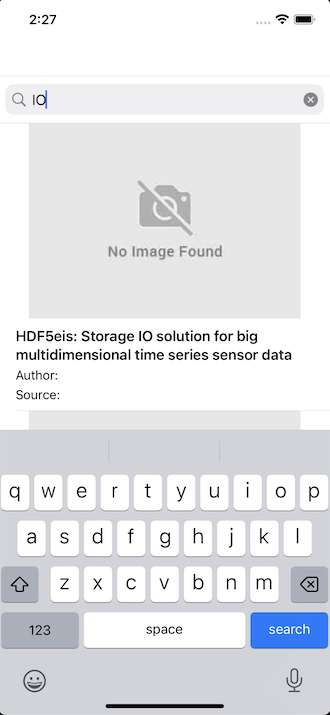 2:27
IO
No Image Found
HDF5eis: Storage IO solution for big
multidimensional time series sensor data
Author:
Source:
q w e r t y u i o p
a s d f g h j k l
z x c v b n m
123 space search